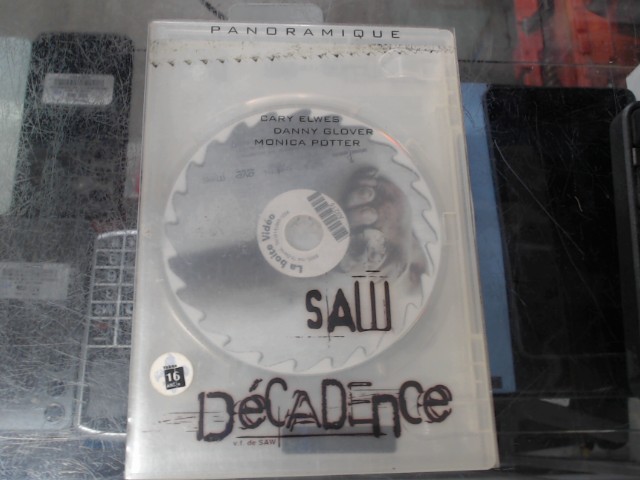 PANORAMIQUE
CARY ELWES
DANNY GLOVER
MONICA POTTER
La boîte Vidéo
SAW
16
DéCADEnce
v.f. de SAW